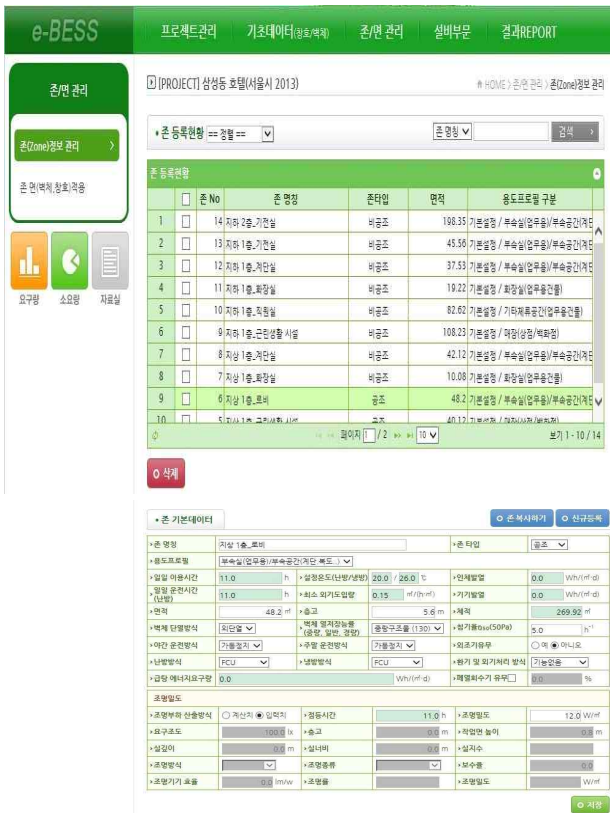 e-BESS
프로젝트관리 기초데이터(창호/벽체) 존/면 관리 설비부문 결과REPORT
존/면 관리
존(Zone)정보 관리 >
존 면(벽체,창호)적용
요구량 소요량 자료실
[PROJECT] 삼성동 호텔(서울시 2013)
HOME > 존/면 관리 > 존(Zone)정보 관리
존 등록현황 == 정렬 == 존 명칭 검색 >
존 등록현황
존 No 존 명칭 존타입 면적 용도프로필 구분
1 14 지하 2층_기전실 비공조 198.35 기본설정 / 부속실(업무용)/부속공간(계단
2 13 지하 1층_기전실 비공조 45.56 기본설정 / 부속실(업무용)/부속공간(계단
3 12 지하 1층_계단실 비공조 37.53 기본설정 / 부속실(업무용)/부속공간(계단
4 11 지하 1층_화장실 비공조 19.22 기본설정 / 화장실(업무용건물)
5 10 지하 1층_직원실 비공조 82.62 기본설정 / 기타체류공간(업무용건물)
6 9 지하 1층_근린생활 시설 비공조 108.23 기본설정 / 매장(상점/백화점)
7 8 지상 1층_계단실 비공조 42.12 기본설정 / 부속실(업무용)/부속공간(계단
8 7 지상 1층_화장실 비공조 10.08 기본설정 / 화장실(업무용건물)
9 6 지상 1층_로비 공조 48.2 기본설정 / 부속실(업무용)/부속공간(계단
10 5 지상 1층_근린생활 시설 공조 40.12 기본설정 / 매장(상점/백화점)
페이지 1 / 2 10 보기 1 - 10 / 14
삭제
존 기본데이터 존 복사하기 신규등록
존 명칭 지상 1층_로비 존 타입 공조
용도프로필 부속실(업무용)/부속공간(계단 복도..)
일일 이용시간 11.0 h 설정온도(난방/냉방) 20.0 / 26.0 ℃ 인체발열 0.0 Wh/(㎡·d)
일일 운전시간 (난방) 11.0 h 최소 외기도입량 0.15 ㎥/(h·㎡) 기기발열 0.0 Wh/(㎡·d)
면적 48.2 ㎡ 층고 5.6 m 체적 269.92 ㎥
벽체 단열방식 외단열 벽체 열저장능률 (중량, 일반, 경량) 중량구조물 (130) 침기율n50(50Pa) 5.0 h⁻¹
야간 운전방식 가동정지 주말 운전방식 가동정지 외조기유무 예 아니오
난방방식 FCU 냉방방식 FCU 환기 및 외기처리 방식 기능없음
급탕 에너지요구량 0.0 Wh/(㎡·d) 폐열회수기 유무 0.0 %
조명밀도
조명부하 산출방식 계산치 입력치 점등시간 11.0 h 조명밀도 12.0 W/㎡
요구조도 100.0 lx 층고 0.0 m 작업면 높이 0.8 m
실깊이 0.0 m 실너비 0.0 m 실지수
조명방식 조명종류 보수율 0.0
조명기기 효율 0.0 lm/w 조명률 조명밀도 W/㎡
저장